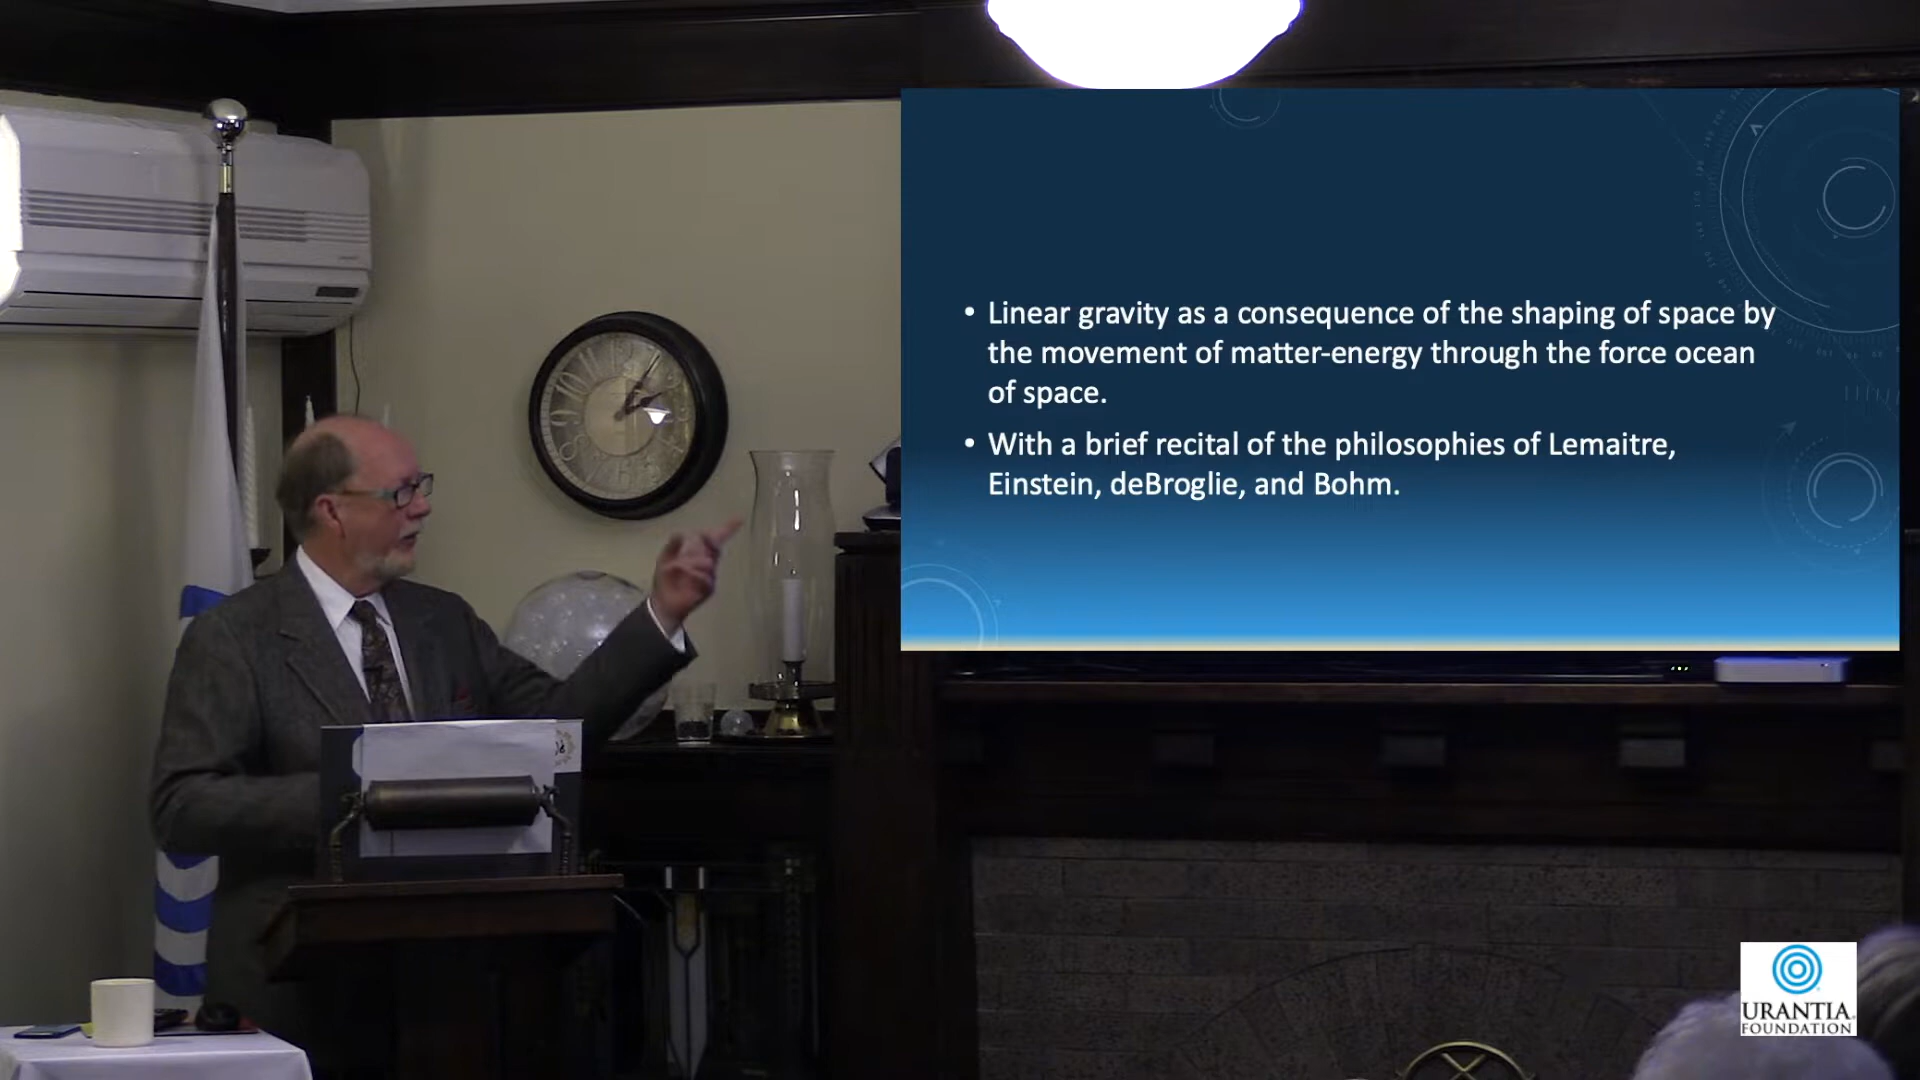 • Linear gravity as a consequence of the shaping of space by
the movement of matter-energy through the force ocean
of space.
• With a brief recital of the philosophies of Lemaitre,
Einstein, deBroglie, and Bohm.
URANTIA
FOUNDATION